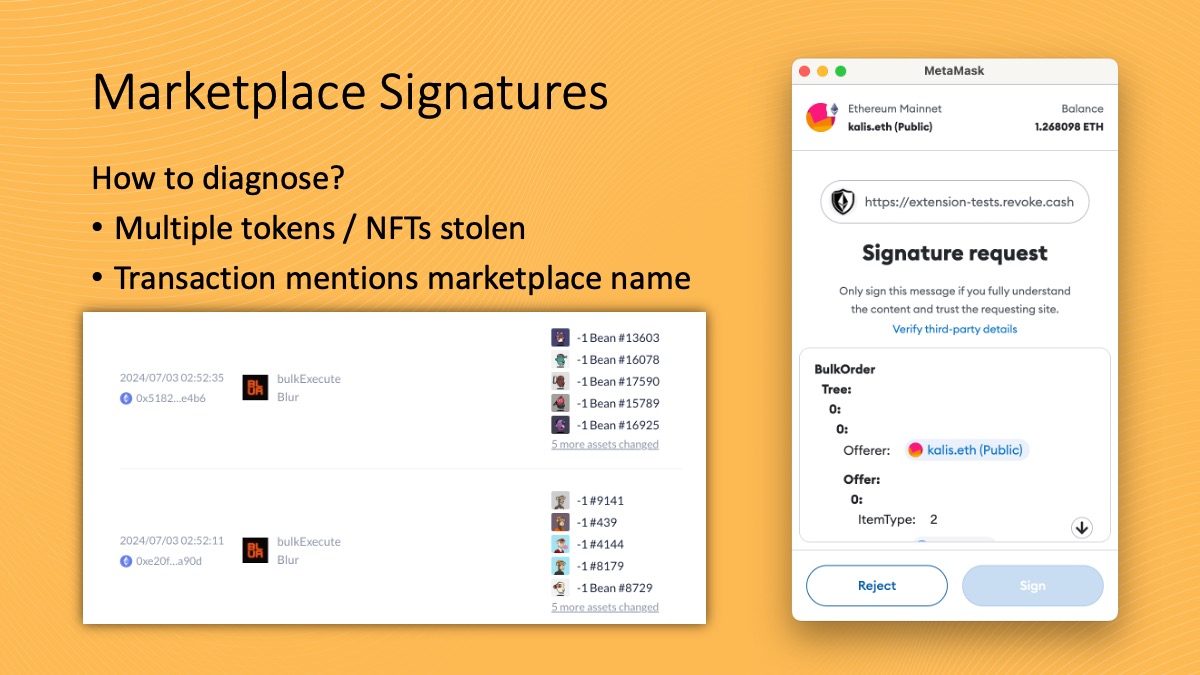 Marketplace Signatures
How to diagnose?
• Multiple tokens / NFTs stolen
• Transaction mentions marketplace name
2024/07/03 02:52:35
0x5182...e4b6
BLUR
bulkExecute
Blur
-1 Bean #13603
-1 Bean #16078
-1 Bean #17590
-1 Bean #15789
-1 Bean #16925
5 more assets changed
2024/07/03 02:52:11
0xe20f...a90d
BLUR
bulkExecute
Blur
-1 #9141
-1 #439
-1 #4144
-1 #8179
-1 Bean #8729
5 more assets changed
MetaMask
Ethereum Mainnet
kalis.eth (Public)
Balance
1.268098 ETH
https://extension-tests.revoke.cash
Signature request
Only sign this message if you fully understand
the content and trust the requesting site.
Verify third-party details
BulkOrder
Tree:
0:
0:
Offerer: kalis.eth (Public)
Offer:
0:
ItemType: 2
Reject
Sign